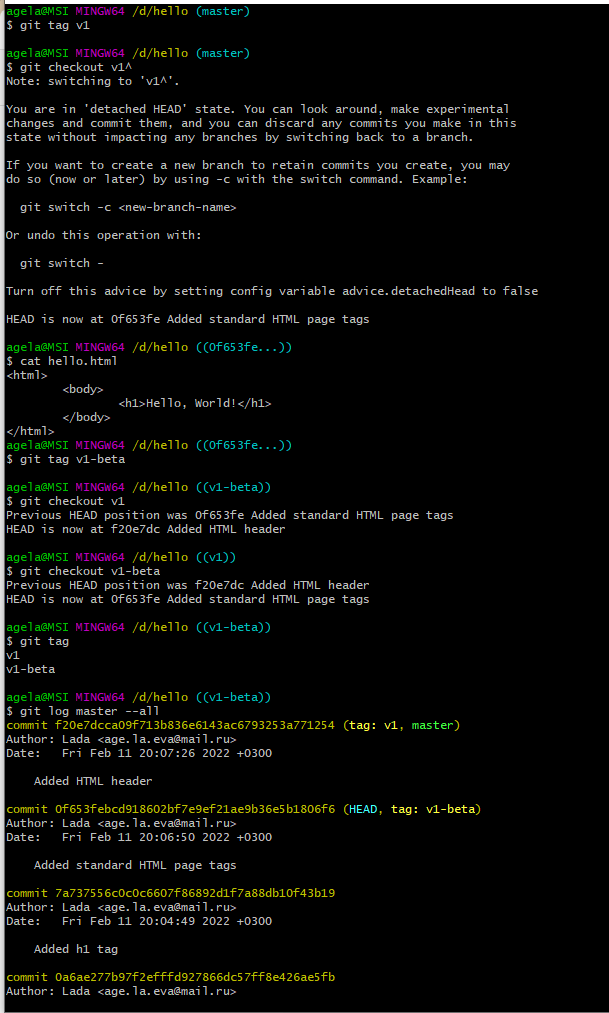 agela@MSI MINGW64 /d/hello (master)
$ git tag v1
agela@MSI MINGW64 /d/hello (master)
$ git checkout v1^
Note: switching to 'v1^'.
You are in 'detached HEAD' state. You can look around, make experimental
changes and commit them, and you can discard any commits you make in this
state without impacting any branches by switching back to a branch.
If you want to create a new branch to retain commits you create, you may
do so (now or later) by using -c with the switch command. Example:
  git switch -c <new-branch-name>
Or undo this operation with:
  git switch -
Turn off this advice by setting config variable advice.detachedHead to false
HEAD is now at 0f653fe Added standard HTML page tags
agela@MSI MINGW64 /d/hello ((0f653fe...))
$ cat hello.html
<html>
        <body>
                <h1>Hello, World!</h1>
        </body>
</html>
agela@MSI MINGW64 /d/hello ((0f653fe...))
$ git tag v1-beta
agela@MSI MINGW64 /d/hello ((v1-beta))
$ git checkout v1
Previous HEAD position was 0f653fe Added standard HTML page tags
HEAD is now at f20e7dc Added HTML header
agela@MSI MINGW64 /d/hello ((v1))
$ git checkout v1-beta
Previous HEAD position was f20e7dc Added HTML header
HEAD is now at 0f653fe Added standard HTML page tags
agela@MSI MINGW64 /d/hello ((v1-beta))
$ git tag
v1
v1-beta
agela@MSI MINGW64 /d/hello ((v1-beta))
$ git log master --all
commit f20e7dcca09f713b836e6143ac6793253a771254 (tag: v1, master)
Author: Lada <age.la.eva@mail.ru>
Date:   Fri Feb 11 20:07:26 2022 +0300
    Added HTML header
commit 0f653febcd918602bf7e9ef21ae9b36e5b1806f6 (HEAD, tag: v1-beta)
Author: Lada <age.la.eva@mail.ru>
Date:   Fri Feb 11 20:06:50 2022 +0300
    Added standard HTML page tags
commit 7a737556c0c0c6607f86892d1f7a88db10f43b19
Author: Lada <age.la.eva@mail.ru>
Date:   Fri Feb 11 20:04:49 2022 +0300
    Added h1 tag
commit 0a6ae277b97f2efffd927866dc57ff8e426ae5fb
Author: Lada <age.la.eva@mail.ru>